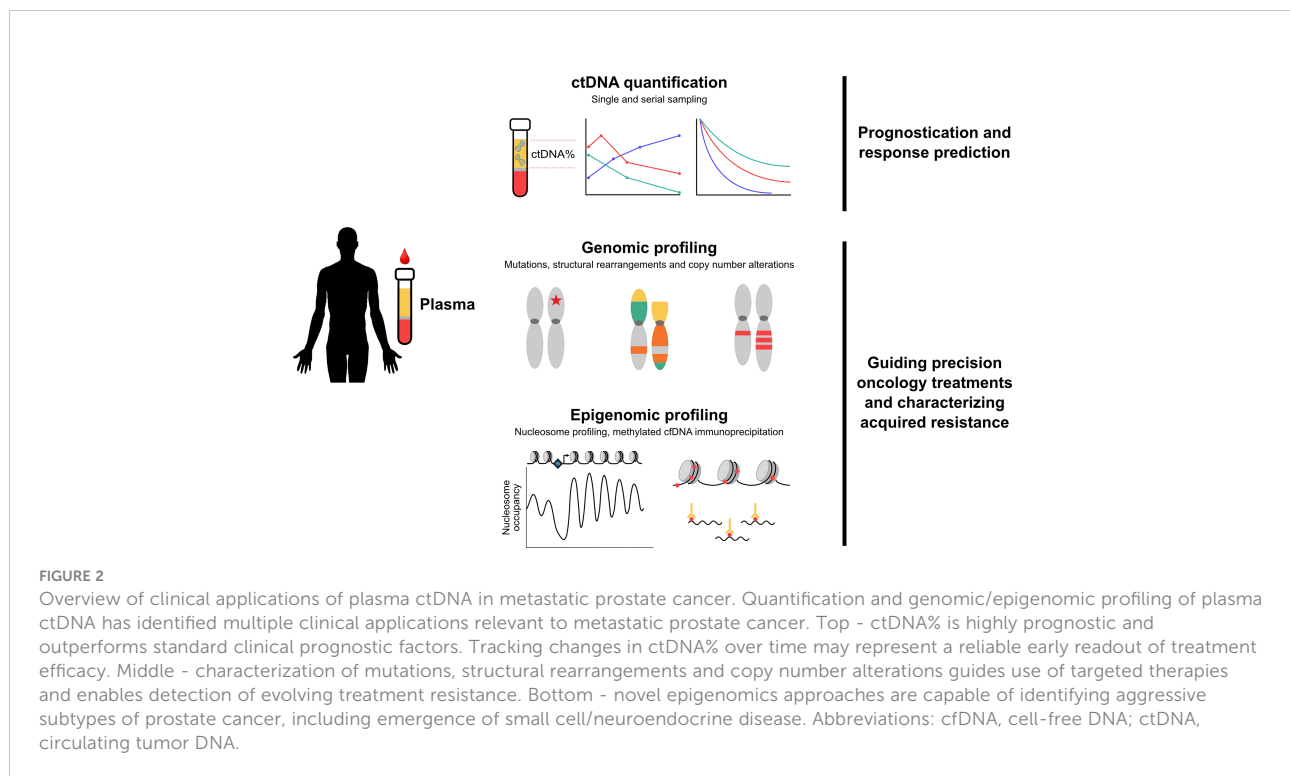 ctDNA quantification
Single and serial sampling
ctDNA%
Prognostication and
response prediction
Plasma
Genomic profiling
Mutations, structural rearrangements and copy number alterations
Epigenomic profiling
Nucleosome profiling, methylated cfDNA immunoprecipitation
Nucleosome
occupancy
Guiding precision
oncology treatments
and characterizing
acquired resistance
FIGURE 2
Overview of clinical applications of plasma ctDNA in metastatic prostate cancer. Quantification and genomic/epigenomic profiling of plasma
ctDNA has identified multiple clinical applications relevant to metastatic prostate cancer. Top - ctDNA% is highly prognostic and
outperforms standard clinical prognostic factors. Tracking changes in ctDNA% over time may represent a reliable early readout of treatment
efficacy. Middle - characterization of mutations, structural rearrangements and copy number alterations guides use of targeted therapies
and enables detection of evolving treatment resistance. Bottom - novel epigenomics approaches are capable of identifying aggressive
subtypes of prostate cancer, including emergence of small cell/neuroendocrine disease. Abbreviations: cfDNA, cell-free DNA; ctDNA,
circulating tumor DNA.